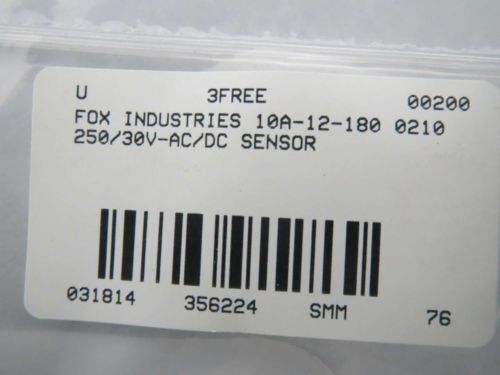 U 3FREE 00200
FOX INDUSTRIES 10A-12-180 0210
250/30V-AC/DC SENSOR
031814 356224 SMM 76